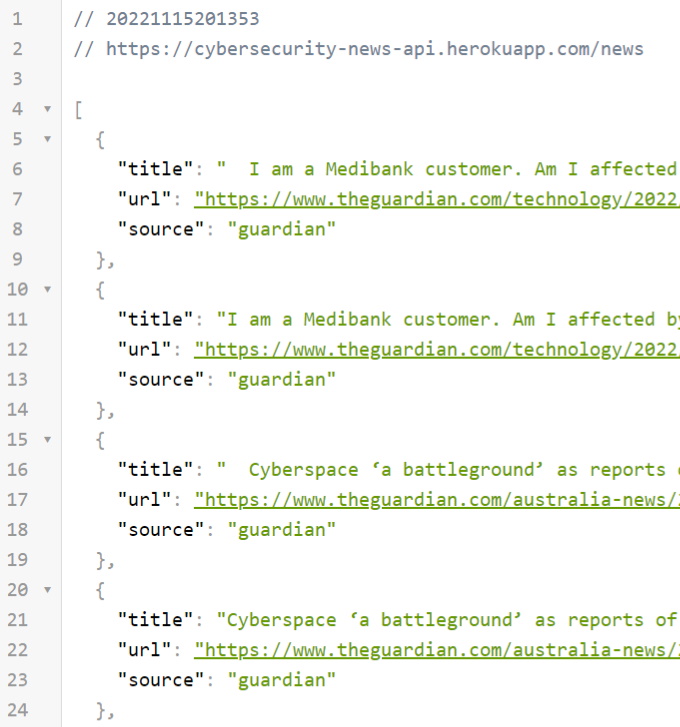 1 // 20221115201353
2 // https://cybersecurity-news-api.herokuapp.com/news
3
4 [
5 {
6 "title": "  I am a Medibank customer. Am I affected
7 "url": "https://www.theguardian.com/technology/2022
8 "source": "guardian"
9 },
10 {
11 "title": "I am a Medibank customer. Am I affected by
12 "url": "https://www.theguardian.com/technology/2022
13 "source": "guardian"
14 },
15 {
16 "title": "  Cyberspace ‘a battleground’ as reports
17 "url": "https://www.theguardian.com/australia-news/
18 "source": "guardian"
19 },
20 {
21 "title": "Cyberspace ‘a battleground’ as reports of
22 "url": "https://www.theguardian.com/australia-news/
23 "source": "guardian"
24 },